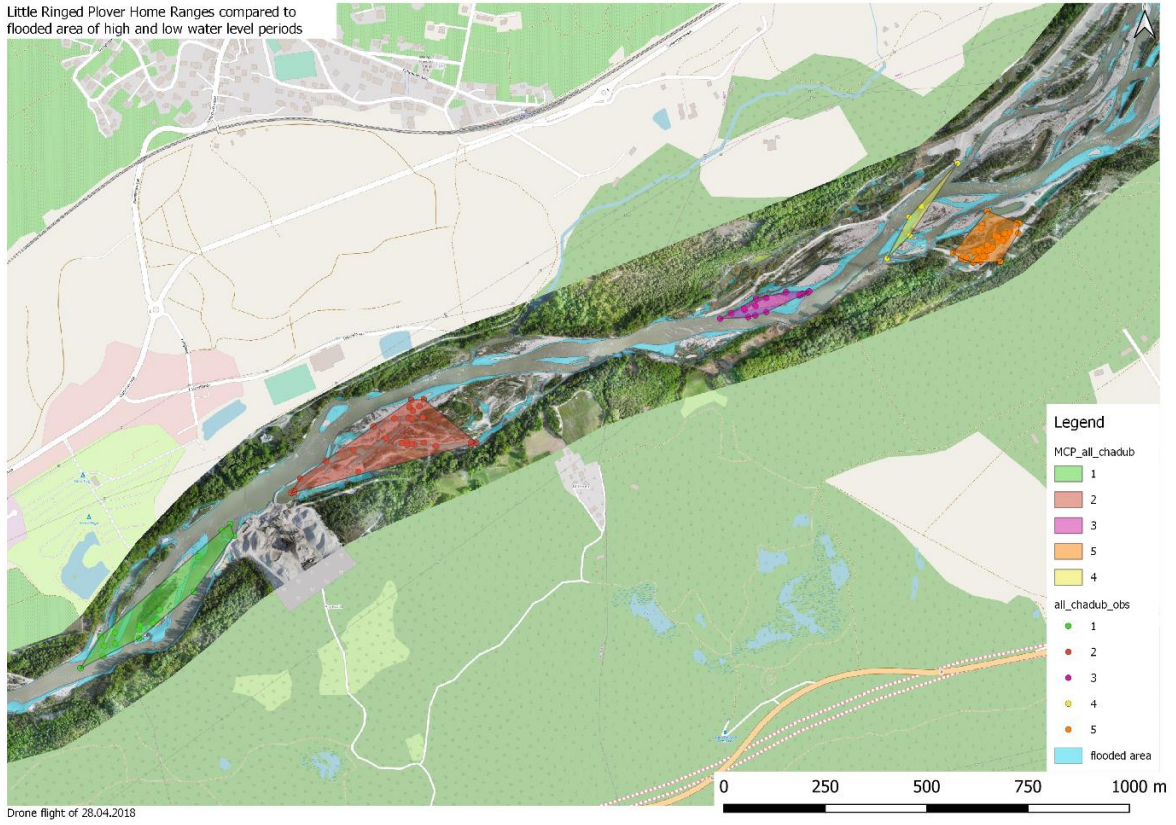 Little Ringed Plover Home Ranges compared to
flooded area of high and low water level periods
Legend
MCP_all_chadub
1
2
3
5
4
all_chadub_obs
1
2
3
4
5
flooded area
0 250 500 750 1000 m
Drone flight of 28.04.2018